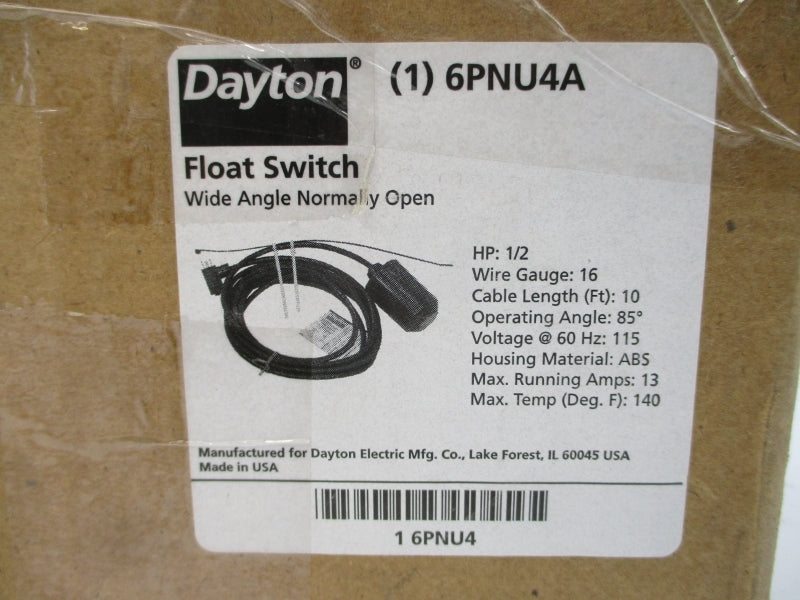 Dayton® (1) 6PNU4A
Float Switch
Wide Angle Normally Open
HP: 1/2
Wire Gauge: 16
Cable Length (Ft): 10
Operating Angle: 85°
Voltage @ 60 Hz: 115
Housing Material: ABS
Max. Running Amps: 13
Max. Temp (Deg. F): 140
Manufactured for Dayton Electric Mfg. Co., Lake Forest, IL 60045 USA
Made in USA
1 6PNU4